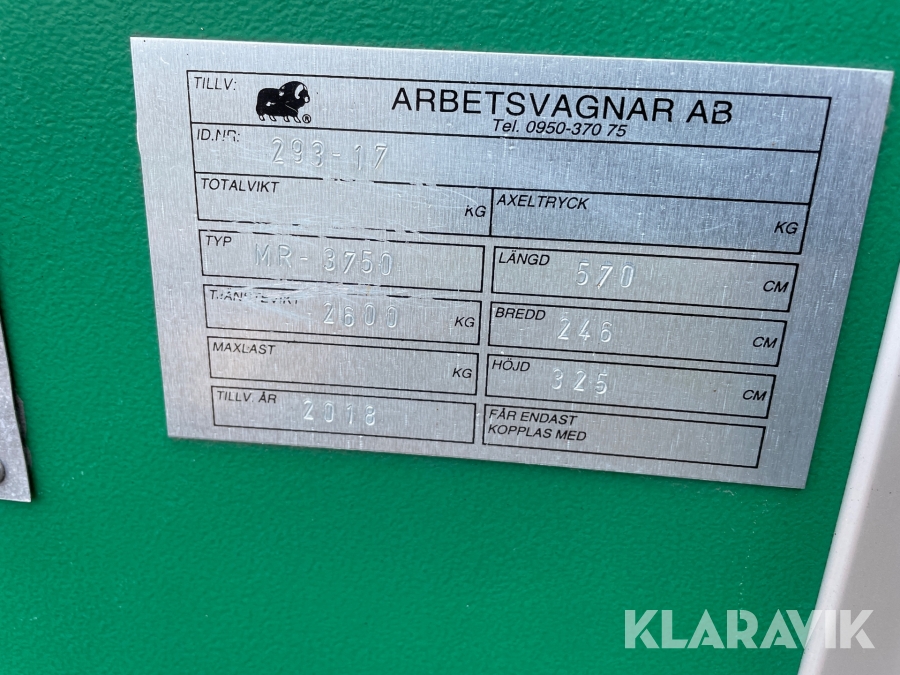 TILLV: ® ARBETSVAGNAR AB
Tel. 0950-370 75
ID.NR: 293-17
TOTALVIKT KG AXELTRYCK KG
TYP MR-3750 LÄNGD 570 CM
TJÄNSTEVIKT 2600 KG BREDD 246 CM
MAXLAST KG HÖJD 325 CM
TILLV. ÅR 2018 FÅR ENDAST
KOPPLAS MED
KLARAVIK